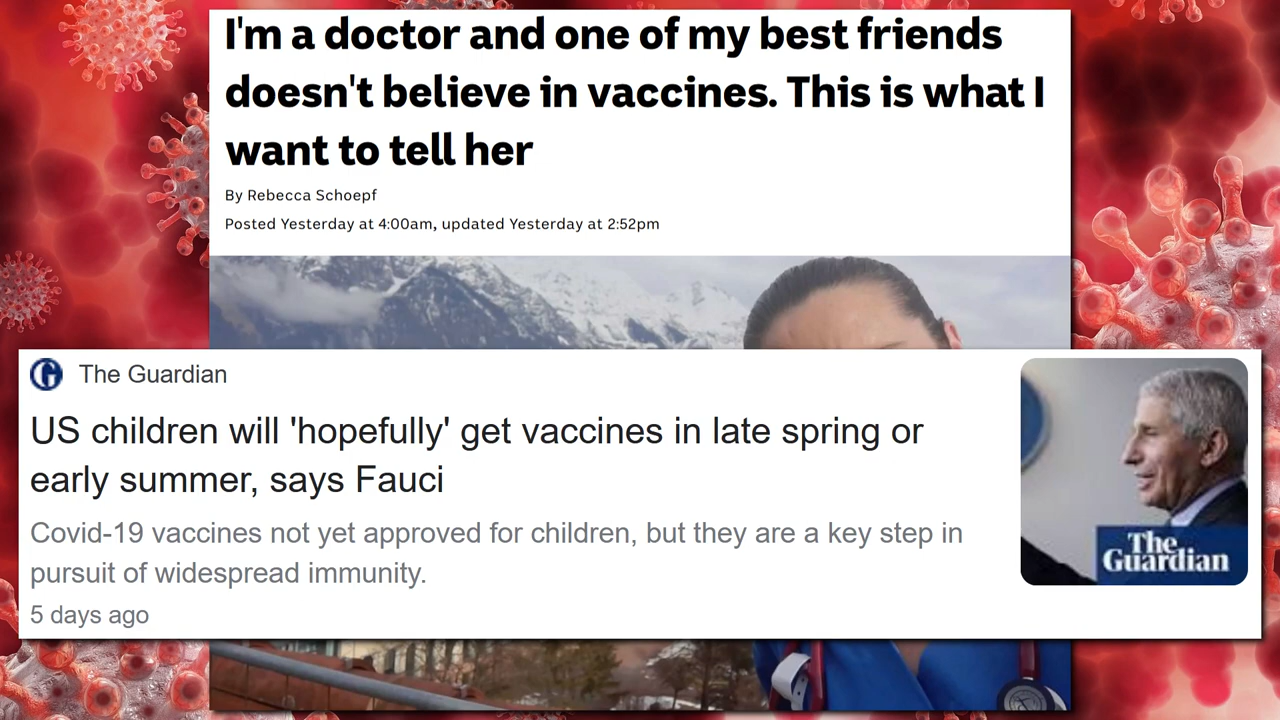 I'm a doctor and one of my best friends
doesn't believe in vaccines. This is what I
want to tell her
By Rebecca Schoepf
Posted Yesterday at 4:00am, updated Yesterday at 2:52pm
The Guardian
US children will 'hopefully' get vaccines in late spring or
early summer, says Fauci
Covid-19 vaccines not yet approved for children, but they are a key step in
pursuit of widespread immunity.
5 days ago
The
Guardian